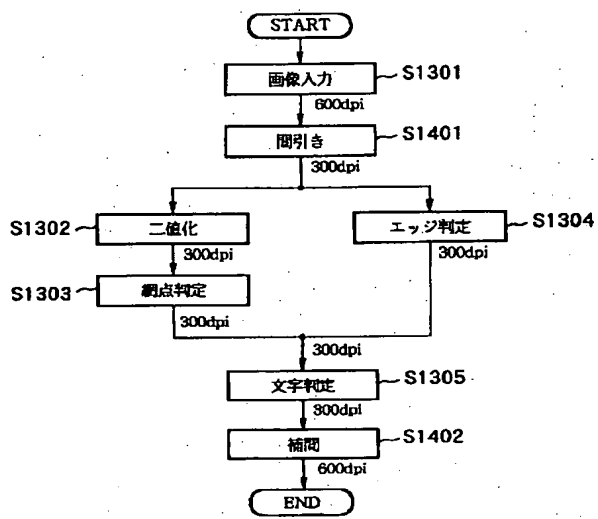 START
画像入力
S1301
600dpi
間引き
S1401
300dpi
S1302
二値化
300dpi
エッジ判定
S1304
300dpi
S1303
網点判定
300dpi
300dpi
文字判定
S1305
300dpi
補間
S1402
600dpi
END